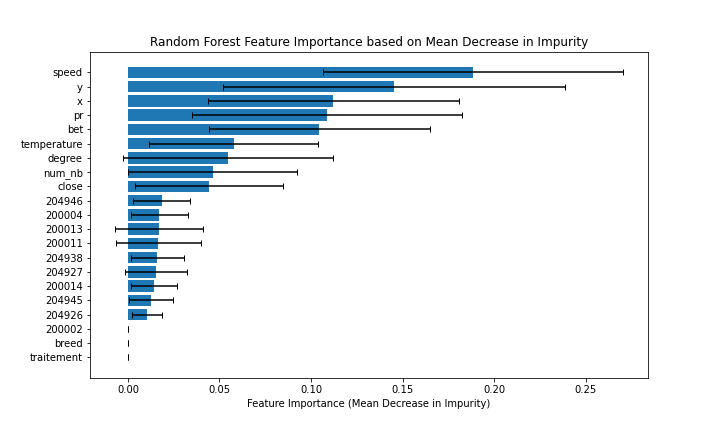 Random Forest Feature Importance based on Mean Decrease in Impurity
speed
y
x
pr
bet
temperature
degree
num_nb
close
204946
200004
200013
200011
204938
204927
200014
204945
204926
200002
breed
traitement
0.00 0.05 0.10 0.15 0.20 0.25
Feature Importance (Mean Decrease in Impurity)